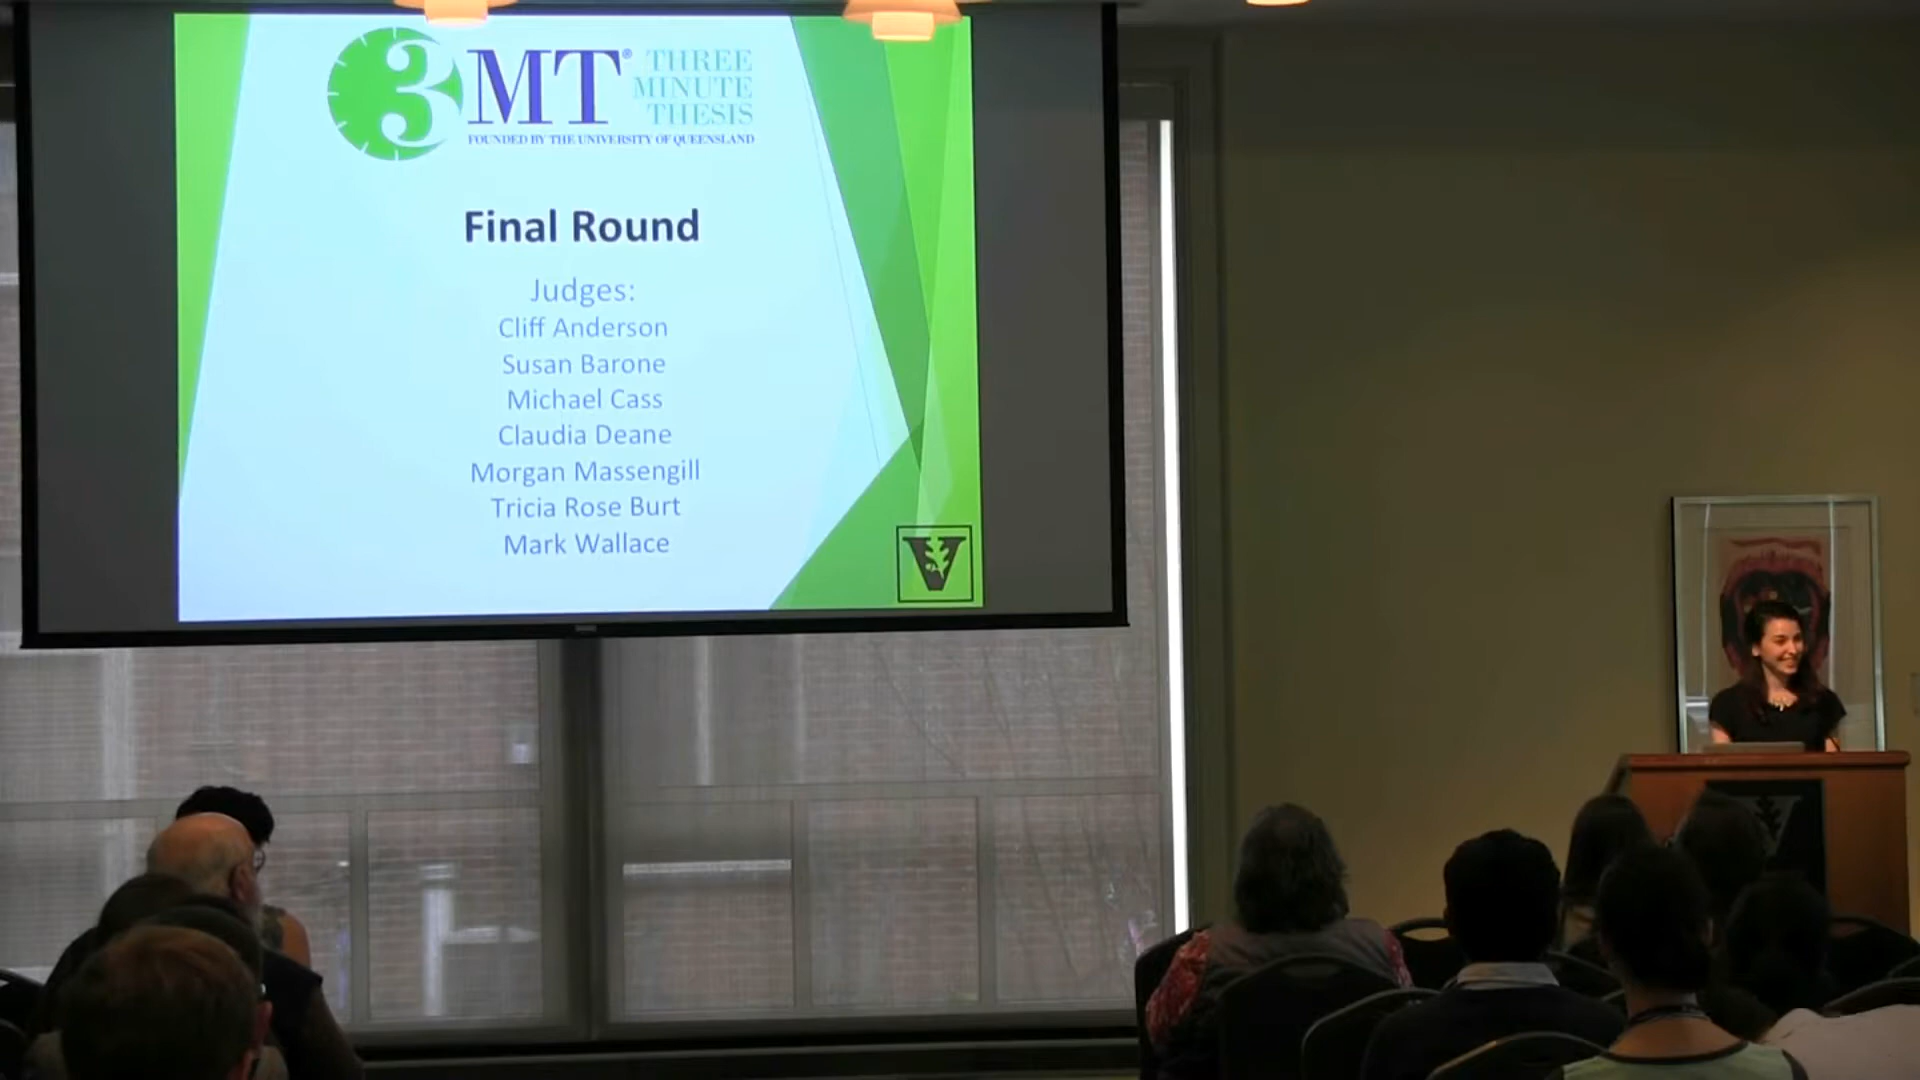 3MT®
THREE
MINUTE
THESIS
FOUNDED BY THE UNIVERSITY OF QUEENSLAND
Final Round
Judges:
Cliff Anderson
Susan Barone
Michael Cass
Claudia Deane
Morgan Massengill
Tricia Rose Burt
Mark Wallace
V
V